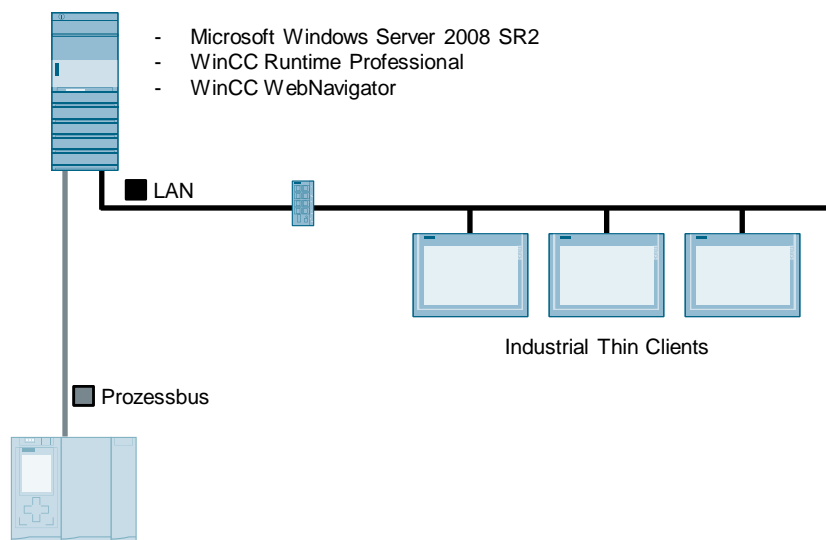 - Microsoft Windows Server 2008 SR2
- WinCC Runtime Professional
- WinCC WebNavigator
LAN
Industrial Thin Clients
Prozessbus